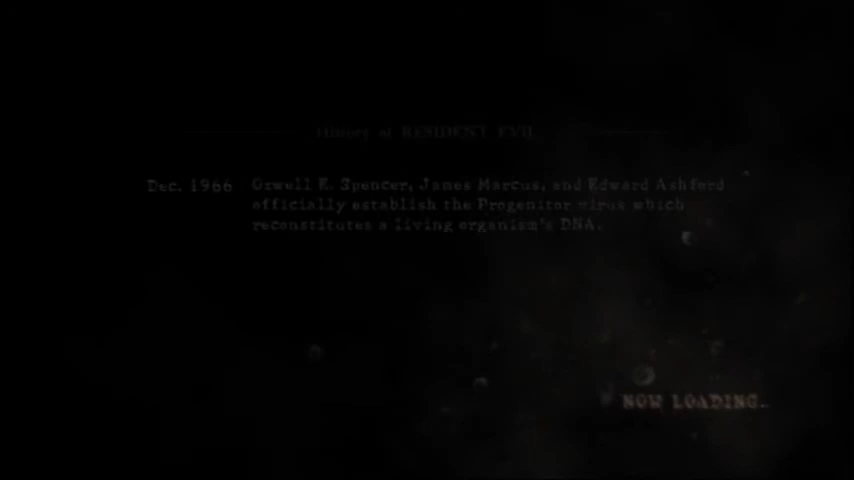 History of RESIDENT EVIL
Dec. 1966 Ozwell E. Spencer, James Marcus, and Edward Ashford
officially establish the Progenitor virus which
reconstitutes a living organism's DNA.
NOW LOADING..